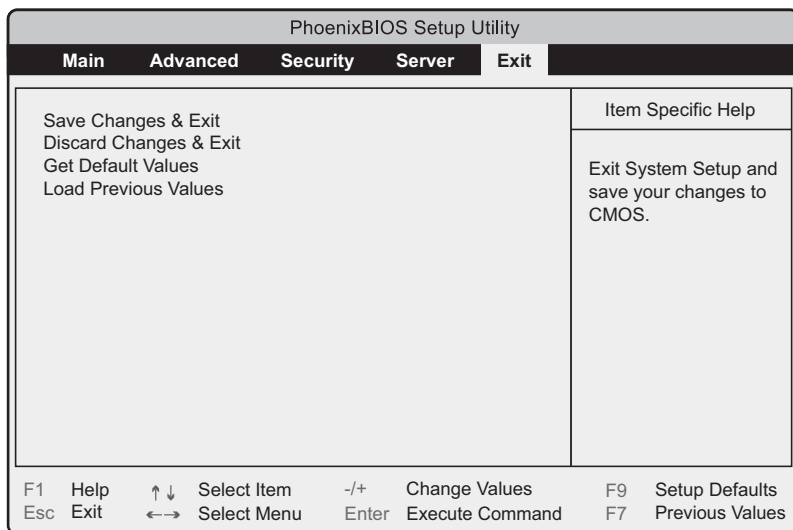 PhoenixBIOS Setup Utility
Main Advanced Security Server Exit
Save Changes & Exit
Discard Changes & Exit
Get Default Values
Load Previous Values
Item Specific Help
Exit System Setup and
save your changes to
CMOS.
F1 Help ↑↓ Select Item -/+ Change Values F9 Setup Defaults
Esc Exit ←→ Select Menu Enter Execute Command F7 Previous Values